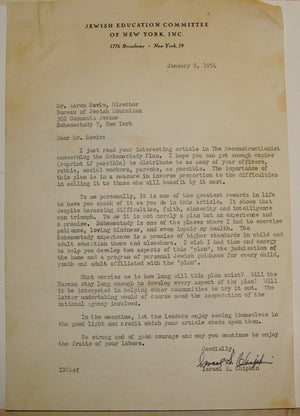 JEWISH EDUCATION COMMITTEE
OF NEW YORK, INC.
1776 Broadway • New York, 19
January 6, 1954
Mr. Aaron Soviv, Director
Bureau of Jewish Education
302 Germania Avenue
Schenectady 7, New York
Dear Mr. Soviv:
I just read your interesting article in The Reconstructionist
concerning the Schenectady Plan. I hope you can get enough copies
(reprint if possible) to distribute to as many of your officers,
rabbis, social workers, parents, as possible. The importance of
this plan is in a measure in inverse proportion to the difficulties
in selling it to those who will benefit by it most.
To me personally, it is one of the greatest rewards in life
to have you speak of it as you do in this article. It shows that
despite increasing difficulties, faith, sincerity and intelligence
can triumph. To me it is not merely a plan but an experience and
a promise. Schenectady is one of the places where I had to exercise
patience, loving kindness, and even impair my health. The
Schenectady experience is a promise of higher standards in child and
adult education there and elsewhere. I wish I had time and energy
to help you develop two aspects of this "plan", the judaization of
the home and a program of personal Jewish guidance for every child,
youth and adult affiliated with the "plan".
What worries me is how long will this plan exist? Will the
Bureau stay long enough to develop every aspect of the plan? Will
it be interpreted in helping other communities to try it out. The
latter undertaking would of course need the cooperation of the
national agency involved.
In the meantime, let the leaders enjoy seeing themselves in
the good light and credit which your article sheds upon them.
Be strong and of good courage and may you continue to enjoy
the fruits of your labors.
Cordially,
Israel S. Chipkin
Israel S. Chipkin
ISC:rf